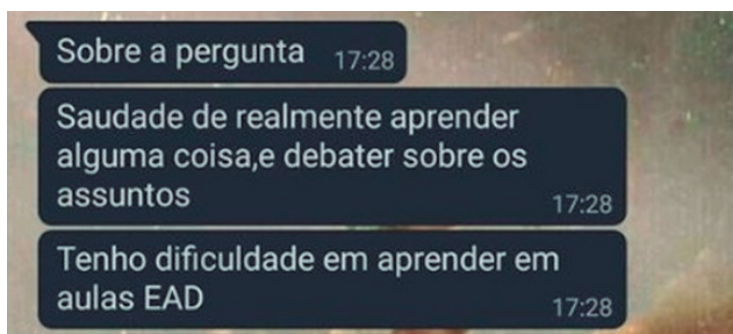 Sobre a pergunta 17:28
Saudade de realmente aprender
alguma coisa,e debater sobre os
assuntos 17:28
Tenho dificuldade em aprender em
aulas EAD 17:28